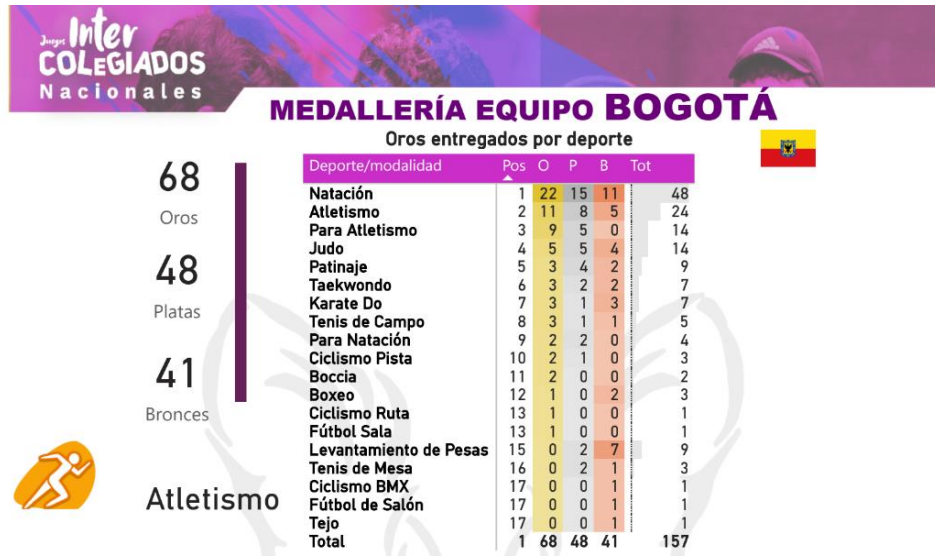 Juegos Inter
COLEGIADOS
Nacionales
MEDALLERÍA EQUIPO BOGOTÁ
Oros entregados por deporte
68
Oros
48
Platas
41
Bronces
Atletismo
Deporte/modalidad Pos O P B Tot
Natación 1 22 15 11 48
Atletismo 2 11 8 5 24
Para Atletismo 3 9 5 0 14
Judo 4 5 5 4 14
Patinaje 5 3 4 2 9
Taekwondo 6 3 2 2 7
Karate Do 7 3 1 3 7
Tenis de Campo 8 3 1 1 5
Para Natación 9 2 2 0 4
Ciclismo Pista 10 2 1 0 3
Boccia 11 2 0 0 2
Boxeo 12 1 0 2 3
Ciclismo Ruta 13 1 0 0 1
Fútbol Sala 13 1 0 0 1
Levantamiento de Pesas 15 0 2 7 9
Tenis de Mesa 16 0 2 1 3
Ciclismo BMX 17 0 0 1 1
Fútbol de Salón 17 0 0 1 1
Tejo 17 0 0 1 1
Total 1 68 48 41 157